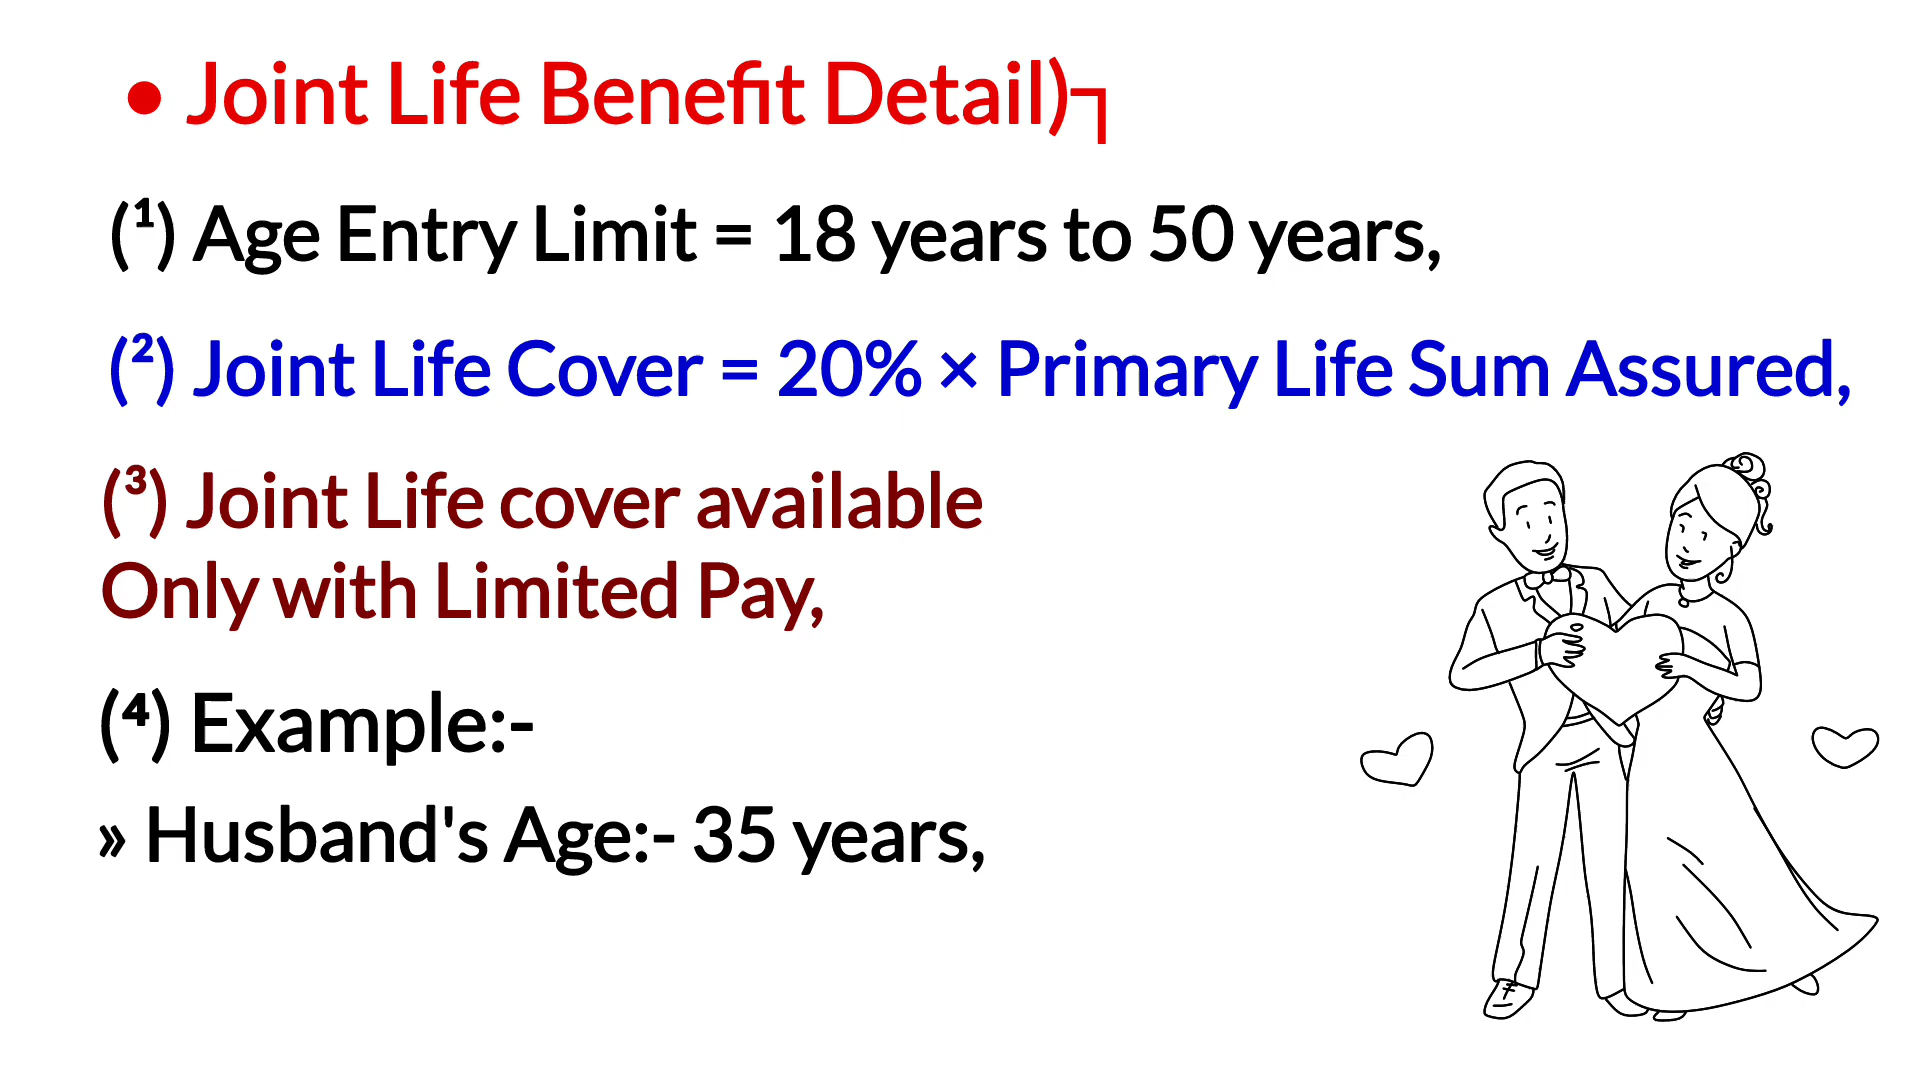 • Joint Life Benefit Detail)┐
(¹) Age Entry Limit = 18 years to 50 years,
(²) Joint Life Cover = 20% × Primary Life Sum Assured,
(³) Joint Life cover available
Only with Limited Pay,
(⁴) Example:-
» Husband's Age:- 35 years,